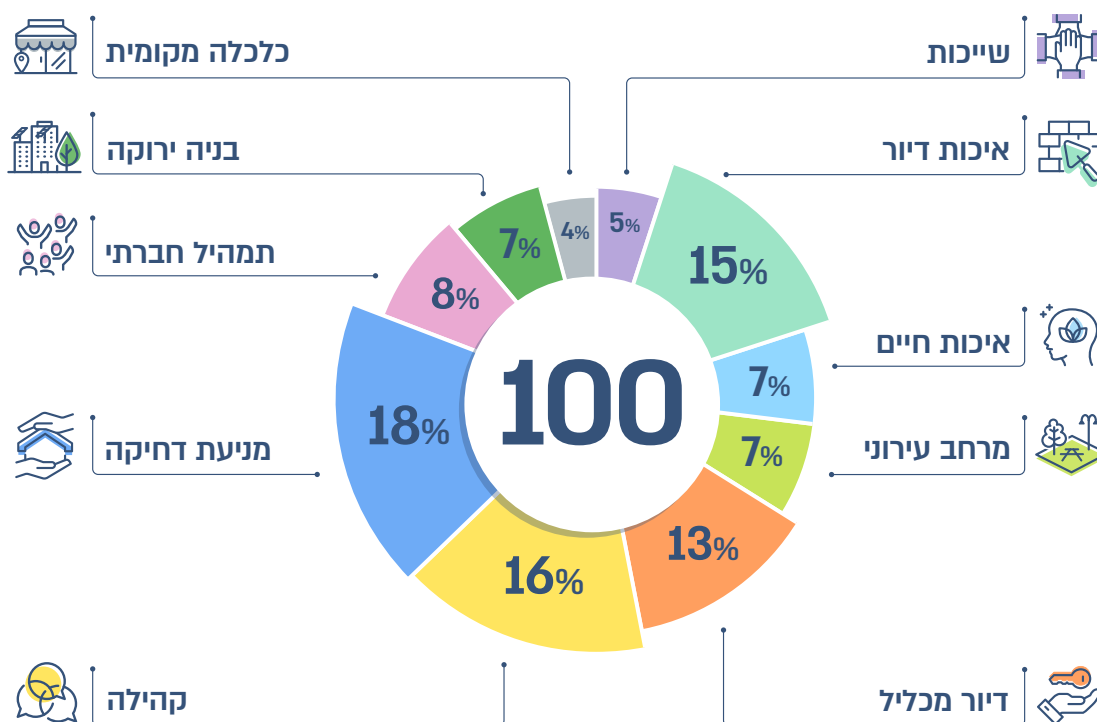 שייכות
כלכלה מקומית
איכות דיור
בניה ירוקה
תמהיל חברתי
איכות חיים
מרחב עירוני
מניעת דחיקה
דיור מכליל
קהילה
5%
4%
15%
7%
8%
7%
100
18%
7%
13%
16%